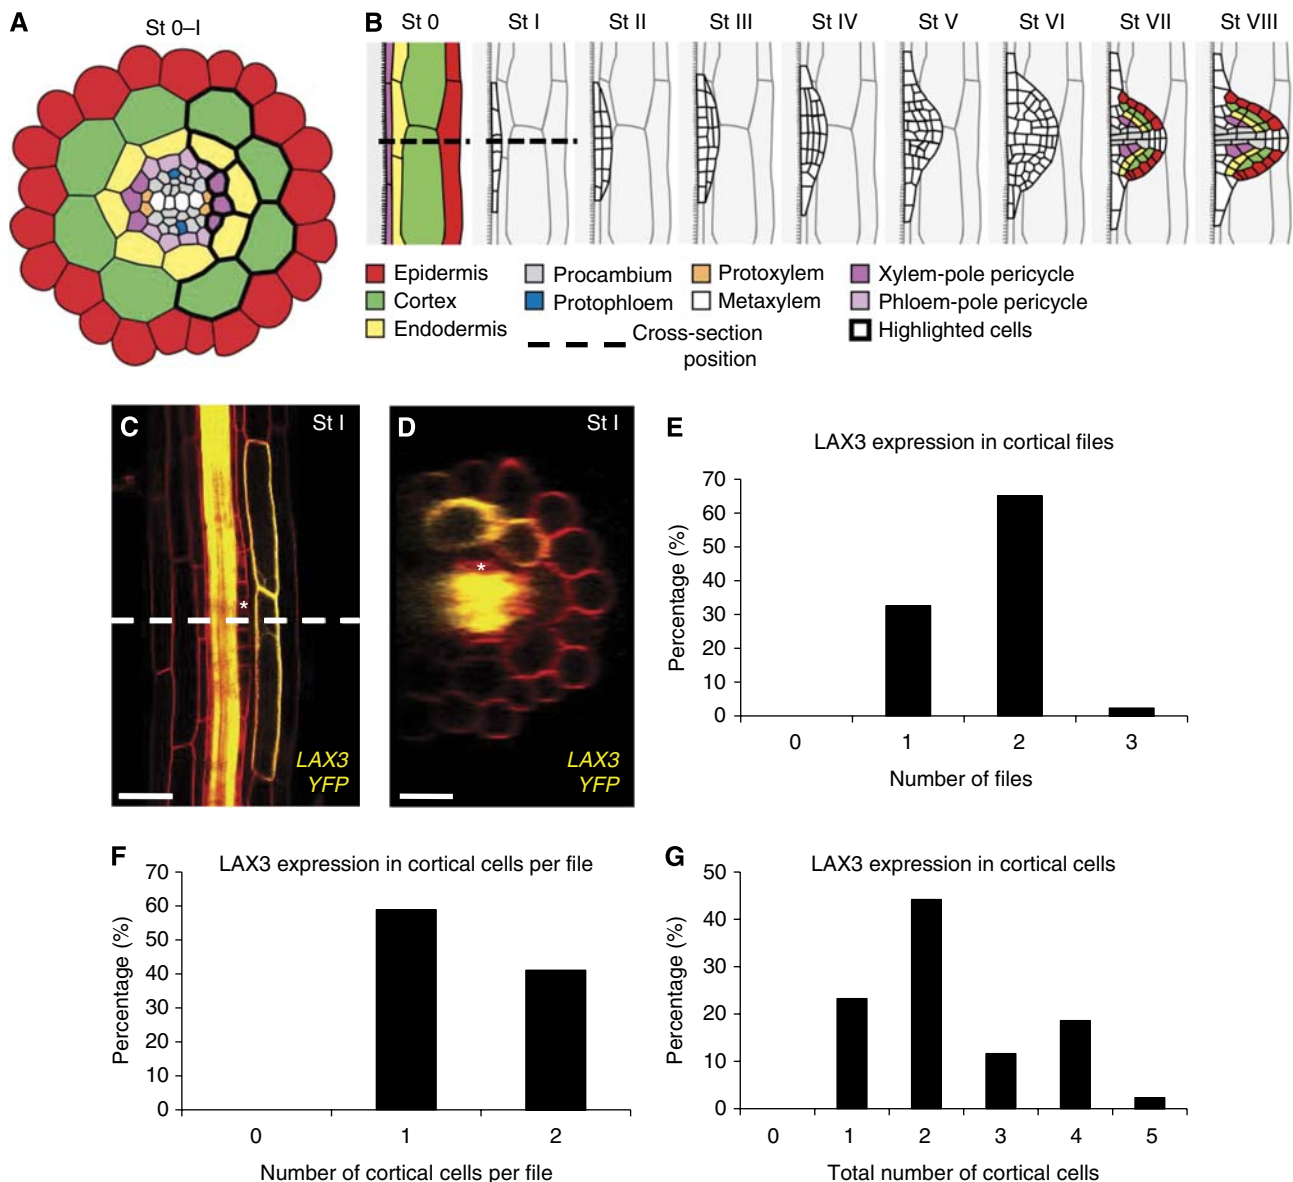 A
St 0–I
B
St 0
St I
St II
St III
St IV
St V
St VI
St VII
St VIII
Epidermis
Cortex
Endodermis
Procambium
Protophloem
Cross-section
position
Protoxylem
Metaxylem
Xylem-pole pericycle
Phloem-pole pericycle
Highlighted cells
C
St I
*
LAX3
YFP
D
St I
*
LAX3
YFP
E
LAX3 expression in cortical files
Percentage (%)
70
60
50
40
30
20
10
0
0 1 2 3
Number of files
F
LAX3 expression in cortical cells per file
Percentage (%)
70
60
50
40
30
20
10
0
0 1 2
Number of cortical cells per file
G
LAX3 expression in cortical cells
Percentage (%)
50
40
30
20
10
0
0 1 2 3 4 5
Total number of cortical cells